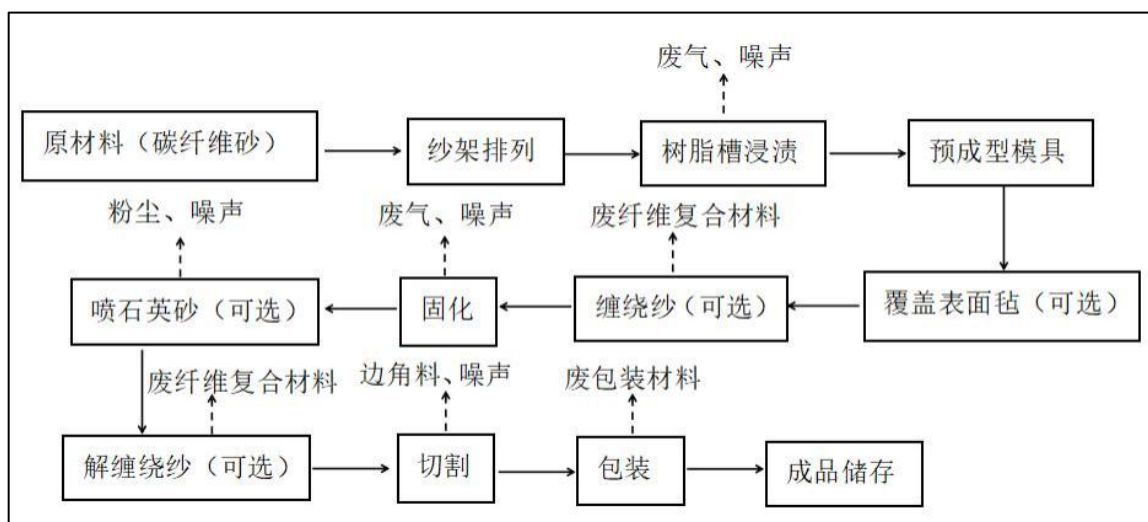 废气、噪声
原材料（碳纤维砂）
纱架排列
树脂槽浸渍
预成型模具
粉尘、噪声
废气、噪声
废纤维复合材料
喷石英砂（可选）
固化
缠绕纱（可选）
覆盖表面毡（可选）
废纤维复合材料
边角料、噪声
废包装材料
解缠绕纱（可选）
切割
包装
成品储存